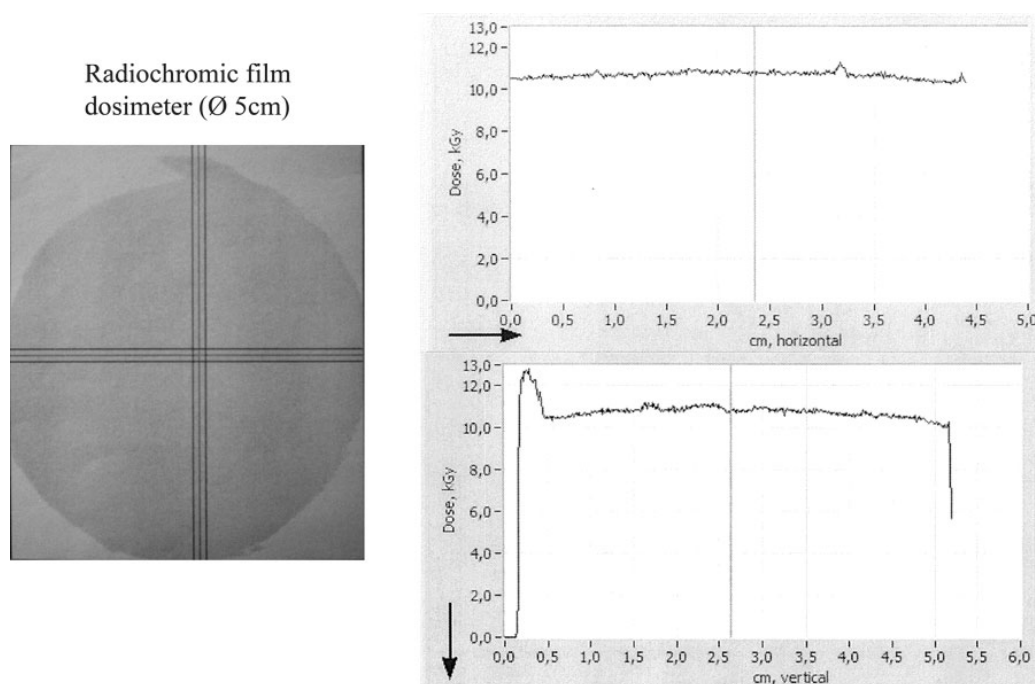 Radiochromic film
dosimeter (Ø 5cm)
13,0
12,0
10,0
8,0
6,0
4,0
2,0
0,0
Dose, kGy
0,0 0,5 1,0 1,5 2,0 2,5 3,0 3,5 4,0 4,5 5,0
cm, horizontal
13,0
12,0
10,0
8,0
6,0
4,0
2,0
0,0
Dose, kGy
0,0 0,5 1,0 1,5 2,0 2,5 3,0 3,5 4,0 4,5 5,0 5,5 6,0
cm, vertical